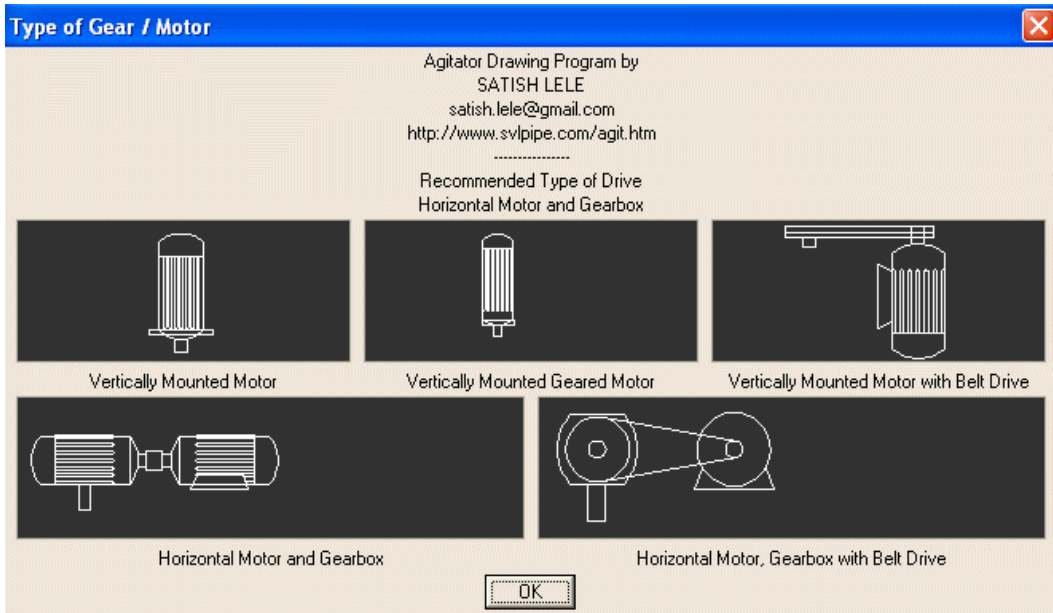 Type of Gear / Motor
Agitator Drawing Program by
SATISH LELE
satish.lele@gmail.com
http://www.svlpipe.com/agit.htm
----------------
Recommended Type of Drive
Horizontal Motor and Gearbox
Vertically Mounted Motor
Vertically Mounted Geared Motor
Vertically Mounted Motor with Belt Drive
Horizontal Motor and Gearbox
Horizontal Motor, Gearbox with Belt Drive
OK